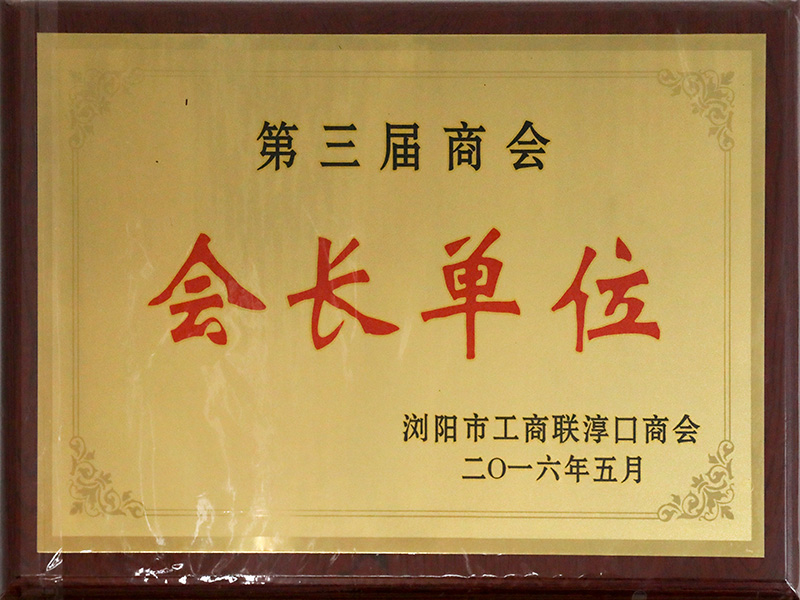 第三届商会
会长单位
浏阳市工商联淳口商会
二〇一六年五月